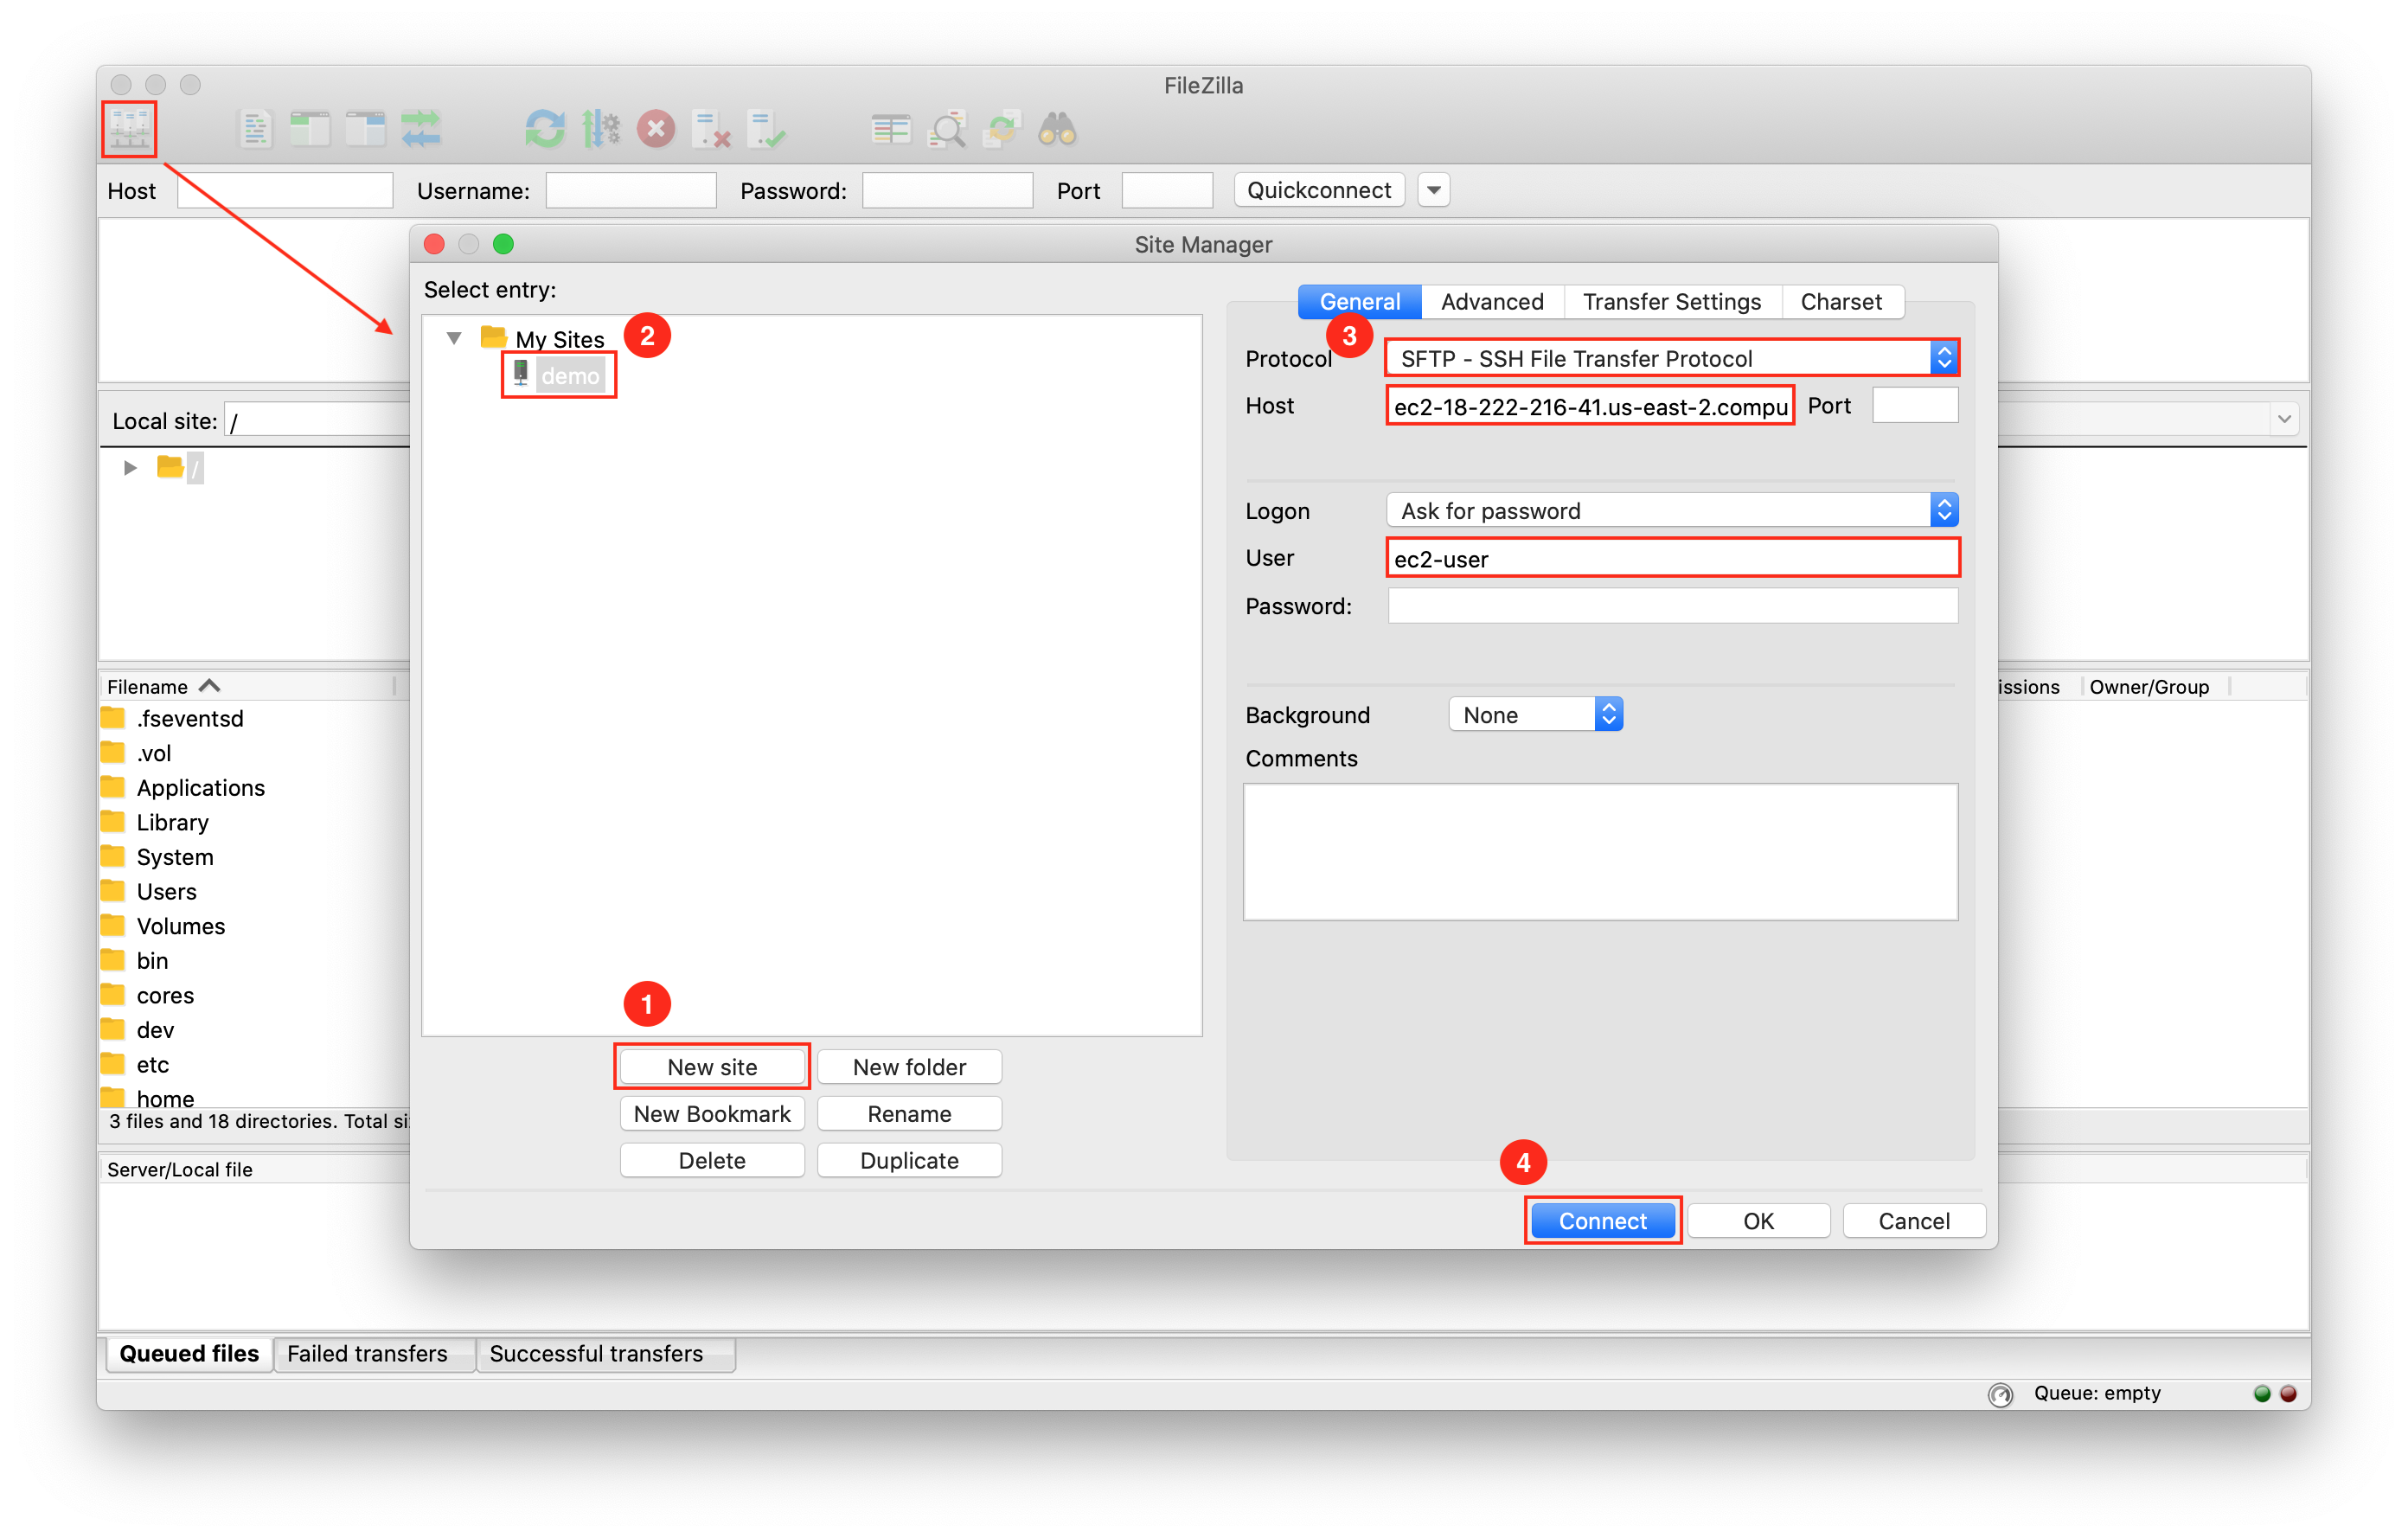 FileZilla
Host Username: Password: Port Quickconnect
Site Manager
Select entry:
My Sites
2
demo
General Advanced Transfer Settings Charset
3
Protocol SFTP - SSH File Transfer Protocol
Host ec2-18-222-216-41.us-east-2.compu Port
Logon Ask for password
User ec2-user
Password:
Background None
Comments
1
New site New folder
New Bookmark Rename
Delete Duplicate
4
Connect OK Cancel
Local site: /
/
Filename
.fseventsd
.vol
Applications
Library
System
Users
Volumes
bin
cores
dev
etc
home
3 files and 18 directories. Total si
issions Owner/Group
Server/Local file
Queued files Failed transfers Successful transfers
Queue: empty